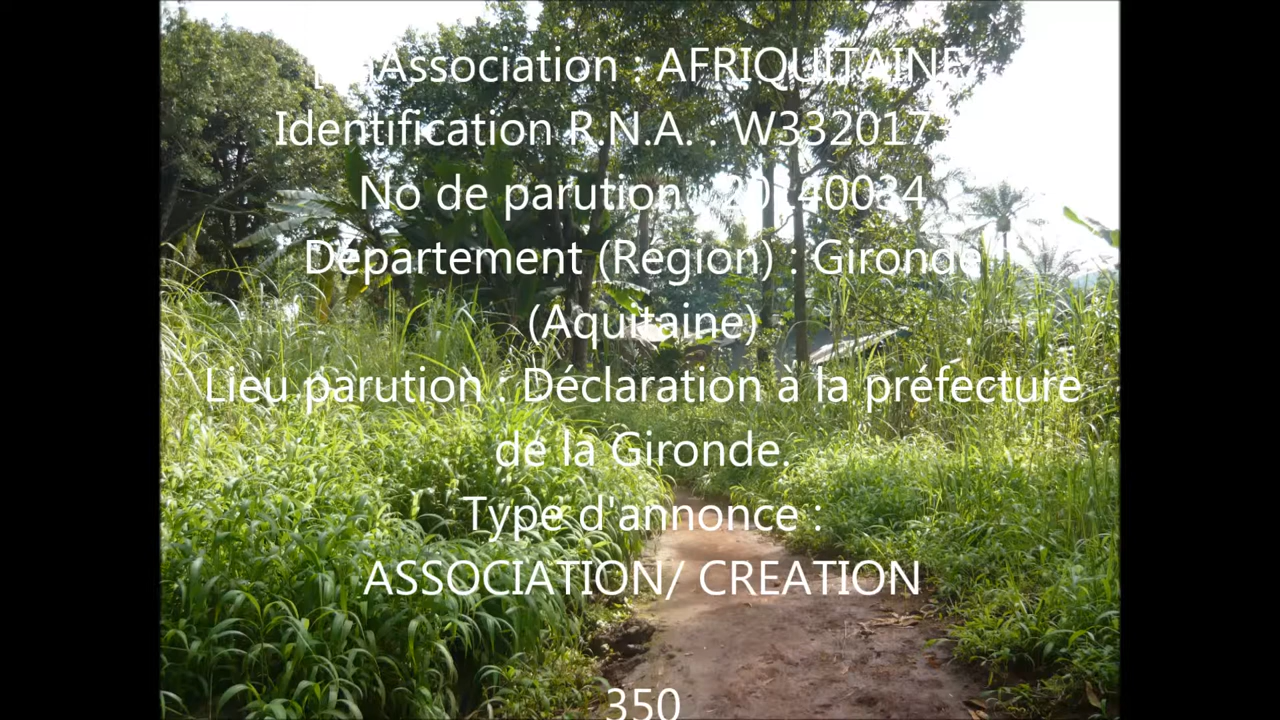 Association : AFRIQUITAINE
Identification R.N.A. : W332017
No de parution : 20140034
Département (Région) : Gironde
(Aquitaine)
Lieu parution : Déclaration à la préfecture
de la Gironde.
Type d'annonce :
ASSOCIATION/ CREATION
350